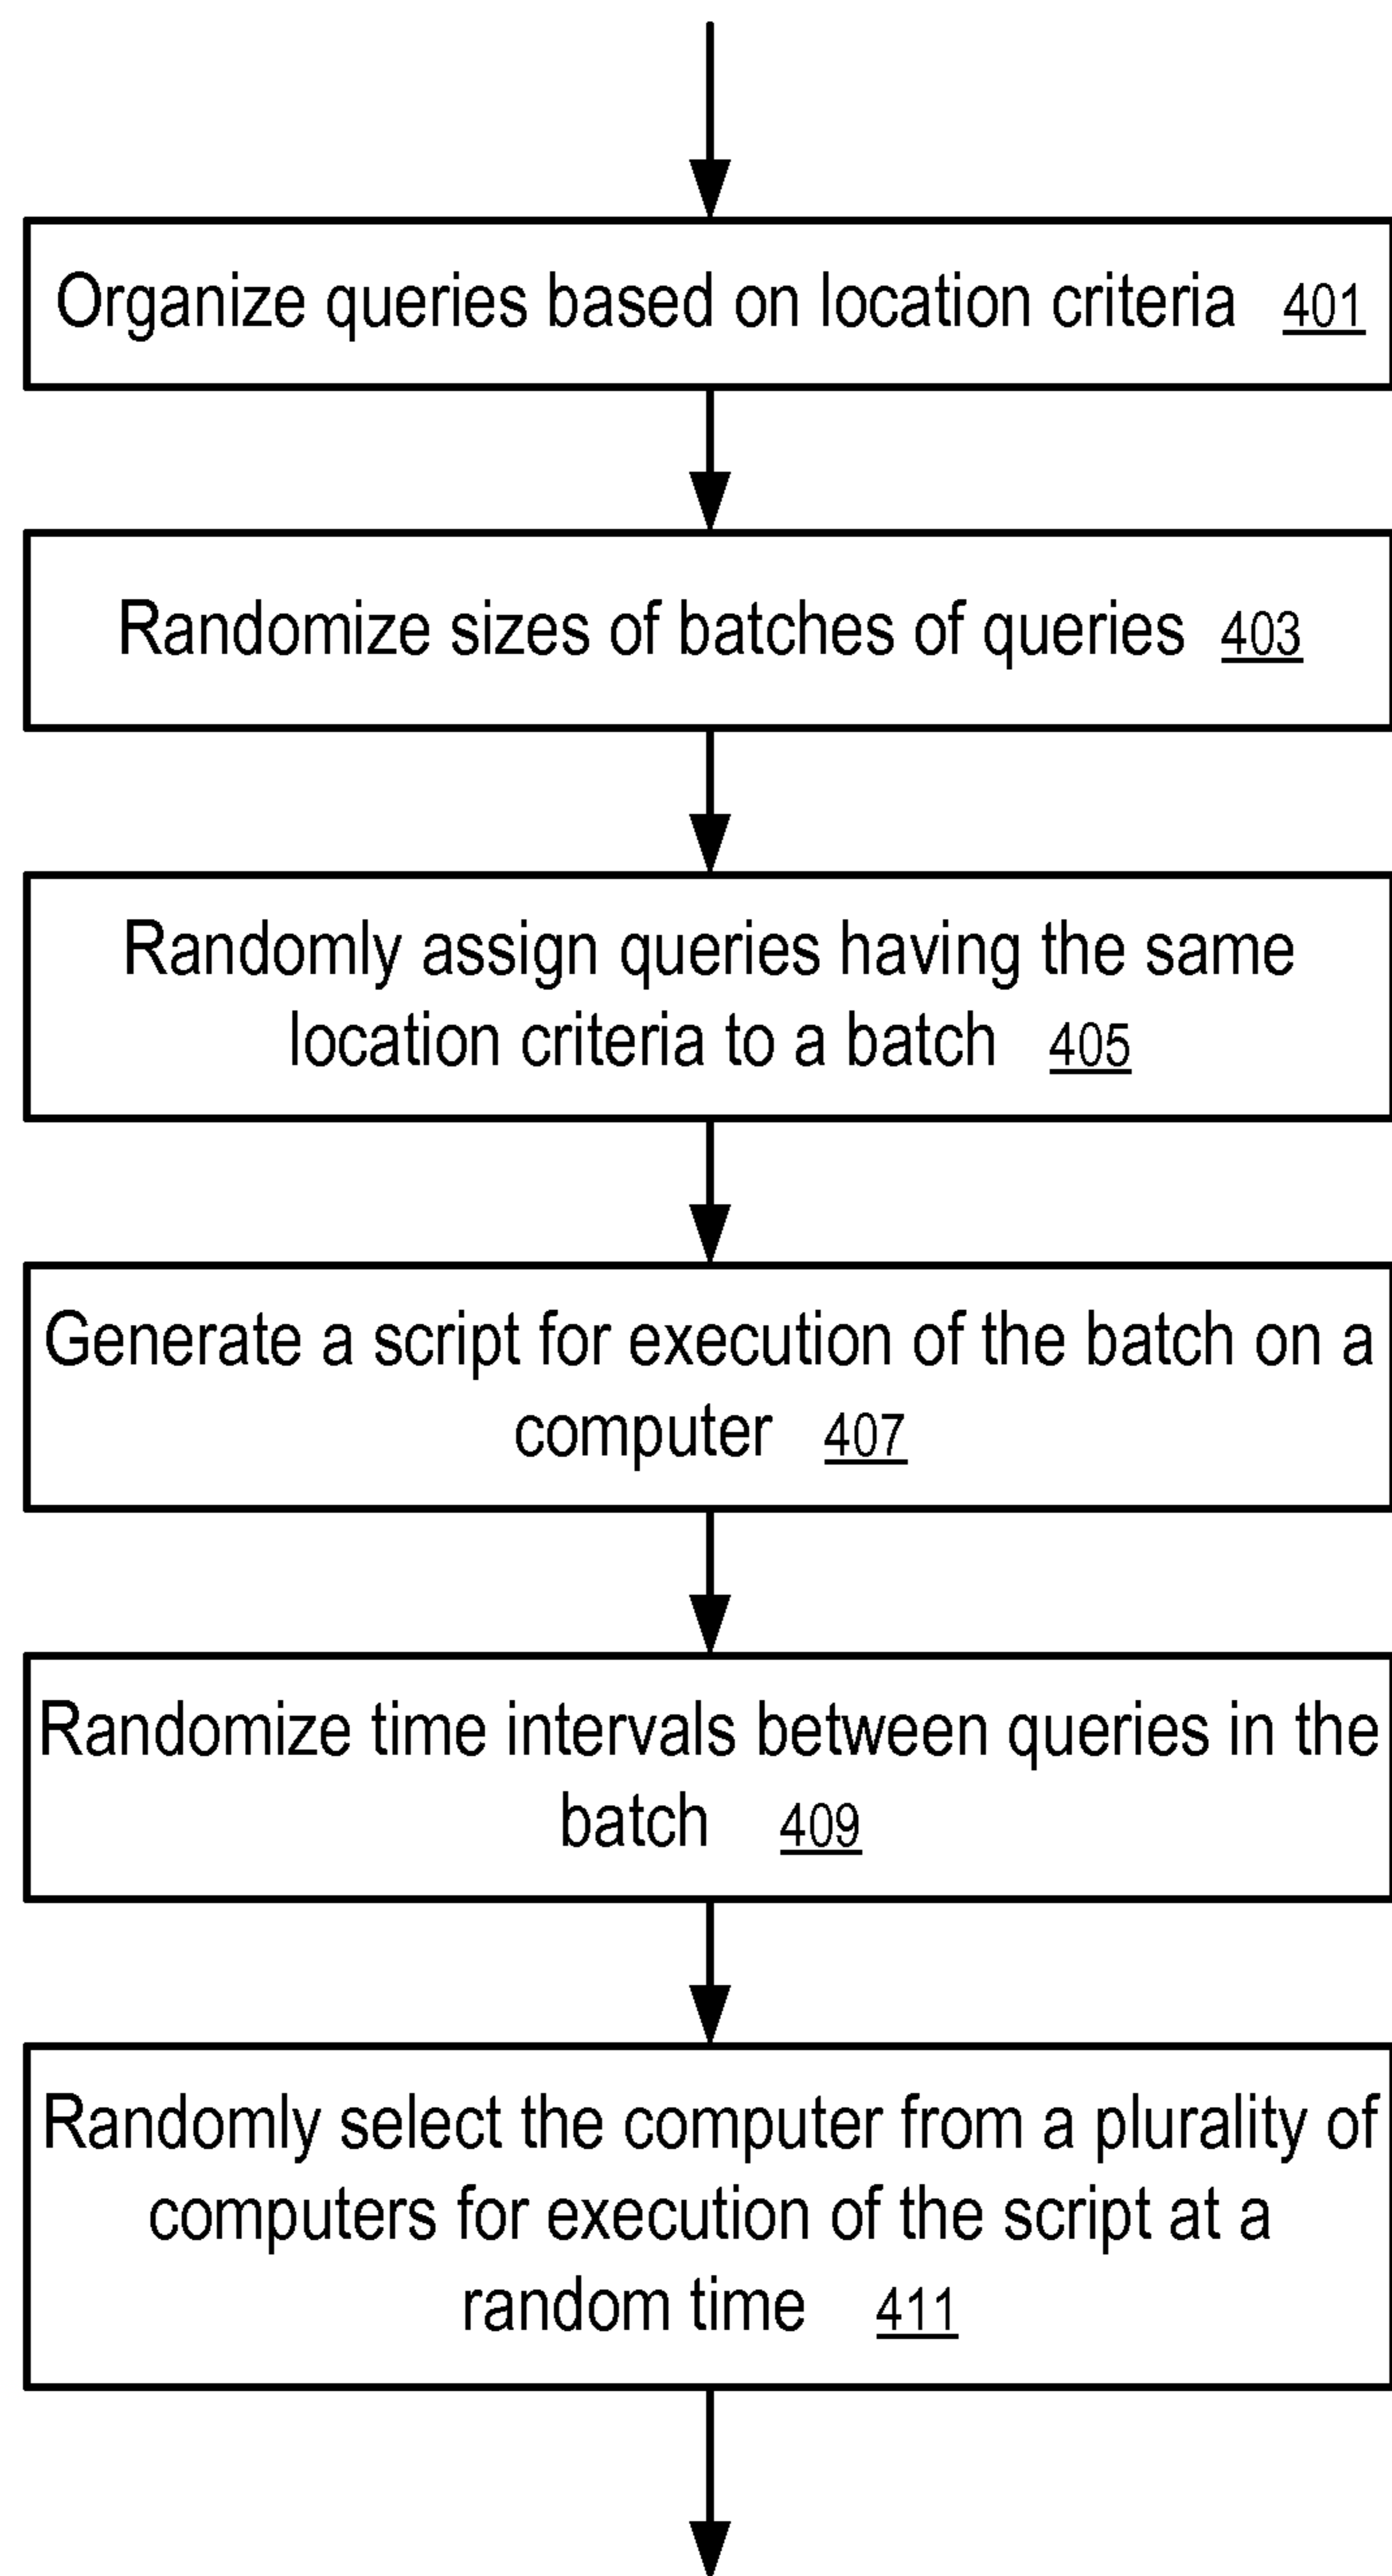 Organize queries based on location criteria 401
Randomize sizes of batches of queries 403
Randomly assign queries having the same
location criteria to a batch 405
Generate a script for execution of the batch on a
computer 407
Randomize time intervals between queries in the
batch 409
Randomly select the computer from a plurality of
computers for execution of the script at a
random time 411